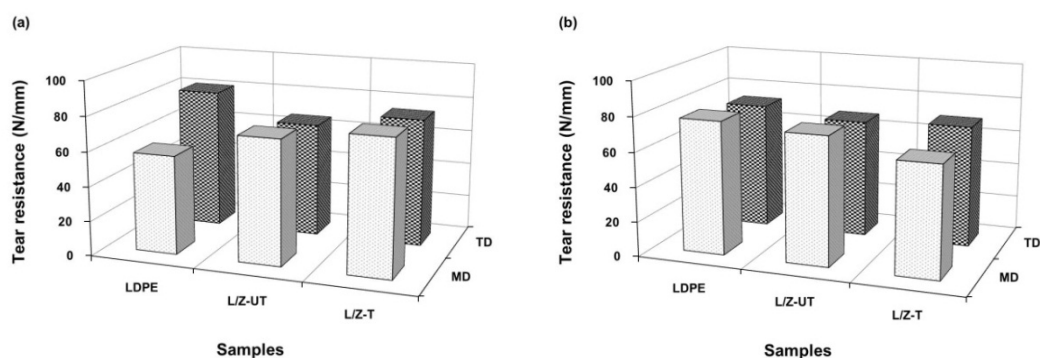 (a)
Tear resistance (N/mm)
100
80
60
40
20
0
LDPE
L/Z-UT
L/Z-T
MD
TD
Samples
(b)
Tear resistance (N/mm)
100
80
60
40
20
0
LDPE
L/Z-UT
L/Z-T
MD
TD
Samples